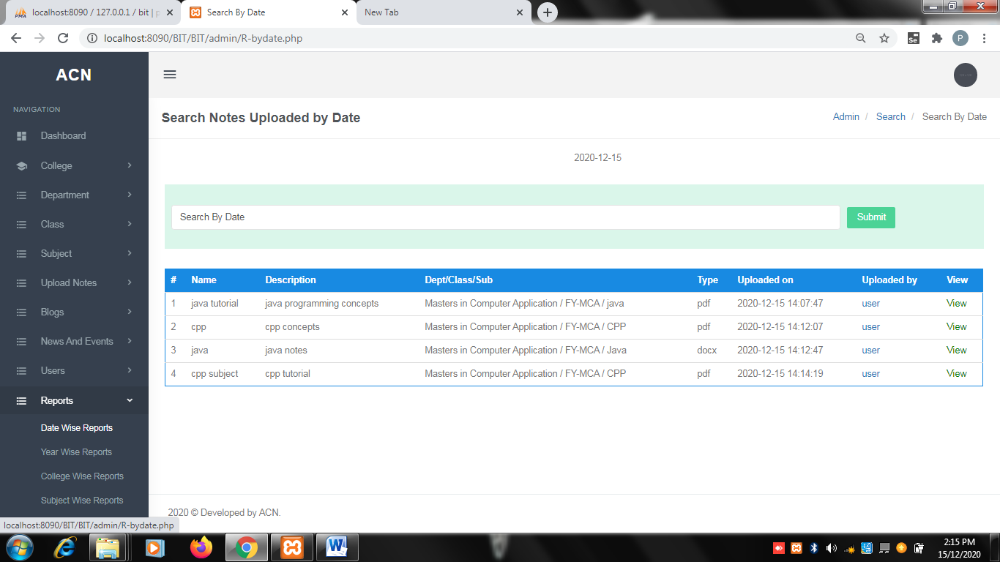 localhost:8090 / 127.0.0.1 / bit | p
Search By Date
New Tab
localhost:8090/BIT/BIT/admin/R-bydate.php
Se
P
ACN
NAVIGATION
Dashboard
College
Department
Class
Subject
Upload Notes
Blogs
News And Events
Users
Reports
Date Wise Reports
Year Wise Reports
College Wise Reports
Subject Wise Reports
Search Notes Uploaded by Date
Admin / Search / Search By Date
2020-12-15
Search By Date
Submit
# Name Description Dept/Class/Sub Type Uploaded on Uploaded by View
1 java tutorial java programming concepts Masters in Computer Application / FY-MCA / java pdf 2020-12-15 14:07:47 user View
2 cpp cpp concepts Masters in Computer Application / FY-MCA / CPP pdf 2020-12-15 14:12:07 user View
3 java java notes Masters in Computer Application / FY-MCA / Java docx 2020-12-15 14:12:47 user View
4 cpp subject cpp tutorial Masters in Computer Application / FY-MCA / CPP pdf 2020-12-15 14:14:19 user View
2020 © Developed by ACN.
localhost:8090/BIT/BIT/admin/R-bydate.php
2:15 PM
15/12/2020